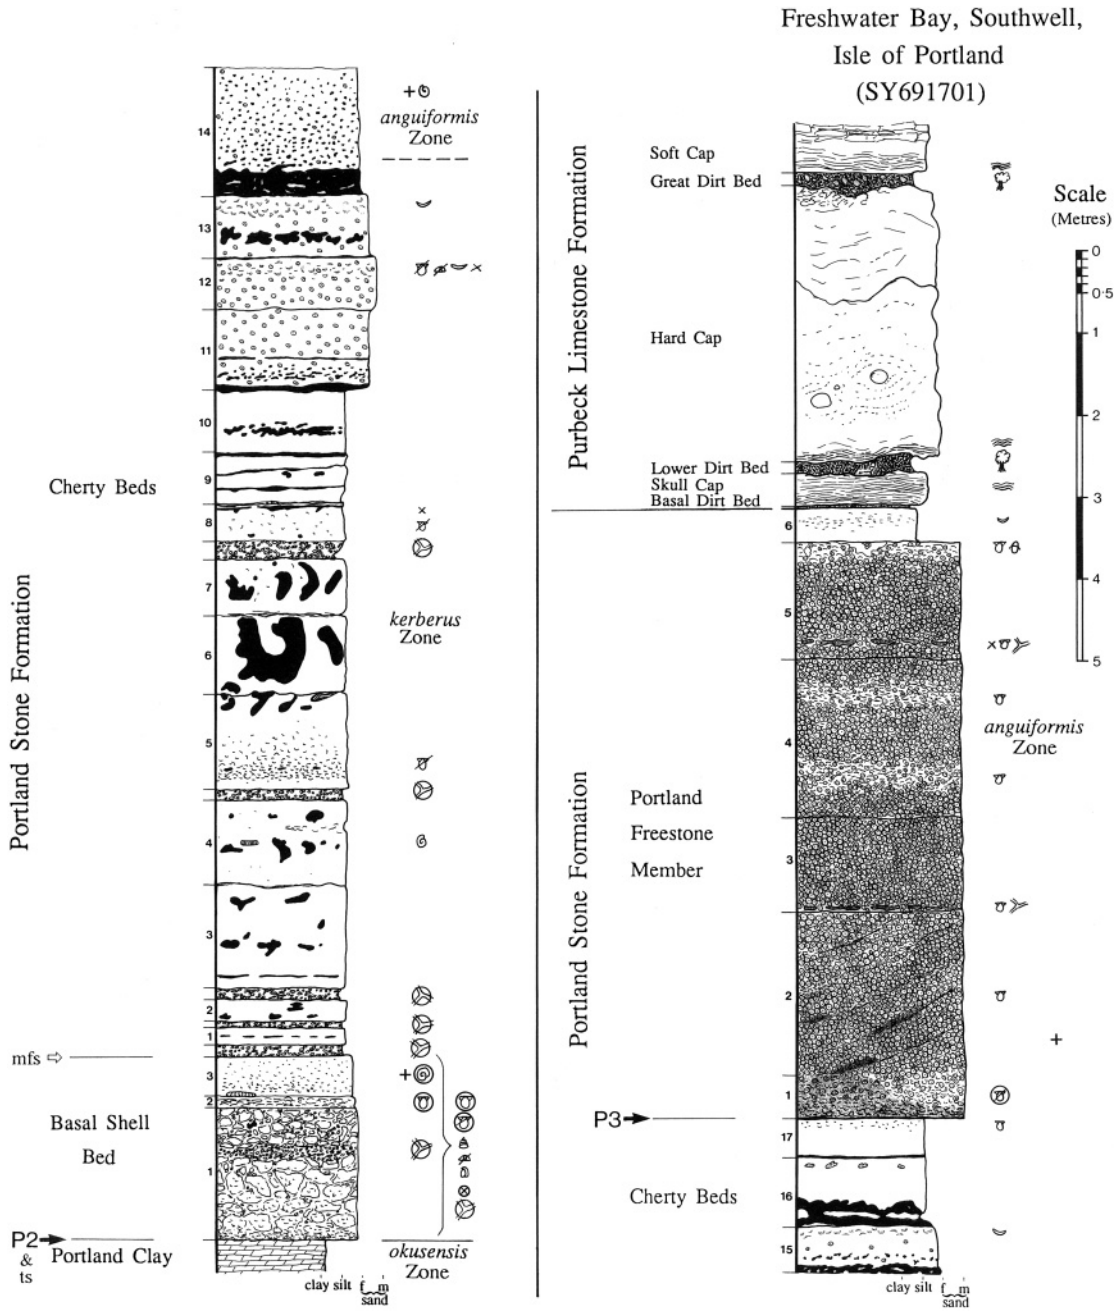 Freshwater Bay, Southwell,
Isle of Portland
(SY691701)
Portland Stone Formation
14
anguiformis
Zone
13
12
11
10
9
Cherty Beds
8
7
kerberus
Zone
6
5
4
3
2
1
mfs ⇨
3
2
Basal Shell
Bed
1
P2
&
ts
Portland Clay
okusensis
Zone
clay silt f m
sand
Purbeck Limestone Formation
Soft Cap
Great Dirt Bed
Hard Cap
Lower Dirt Bed
Skull Cap
Basal Dirt Bed
Scale
(Metres)
0
0·5
1
2
3
4
5
Portland Stone Formation
6
5
4
anguiformis
Zone
Portland
Freestone
Member
3
2
1
P3
17
Cherty Beds
16
15
clay silt f m
sand